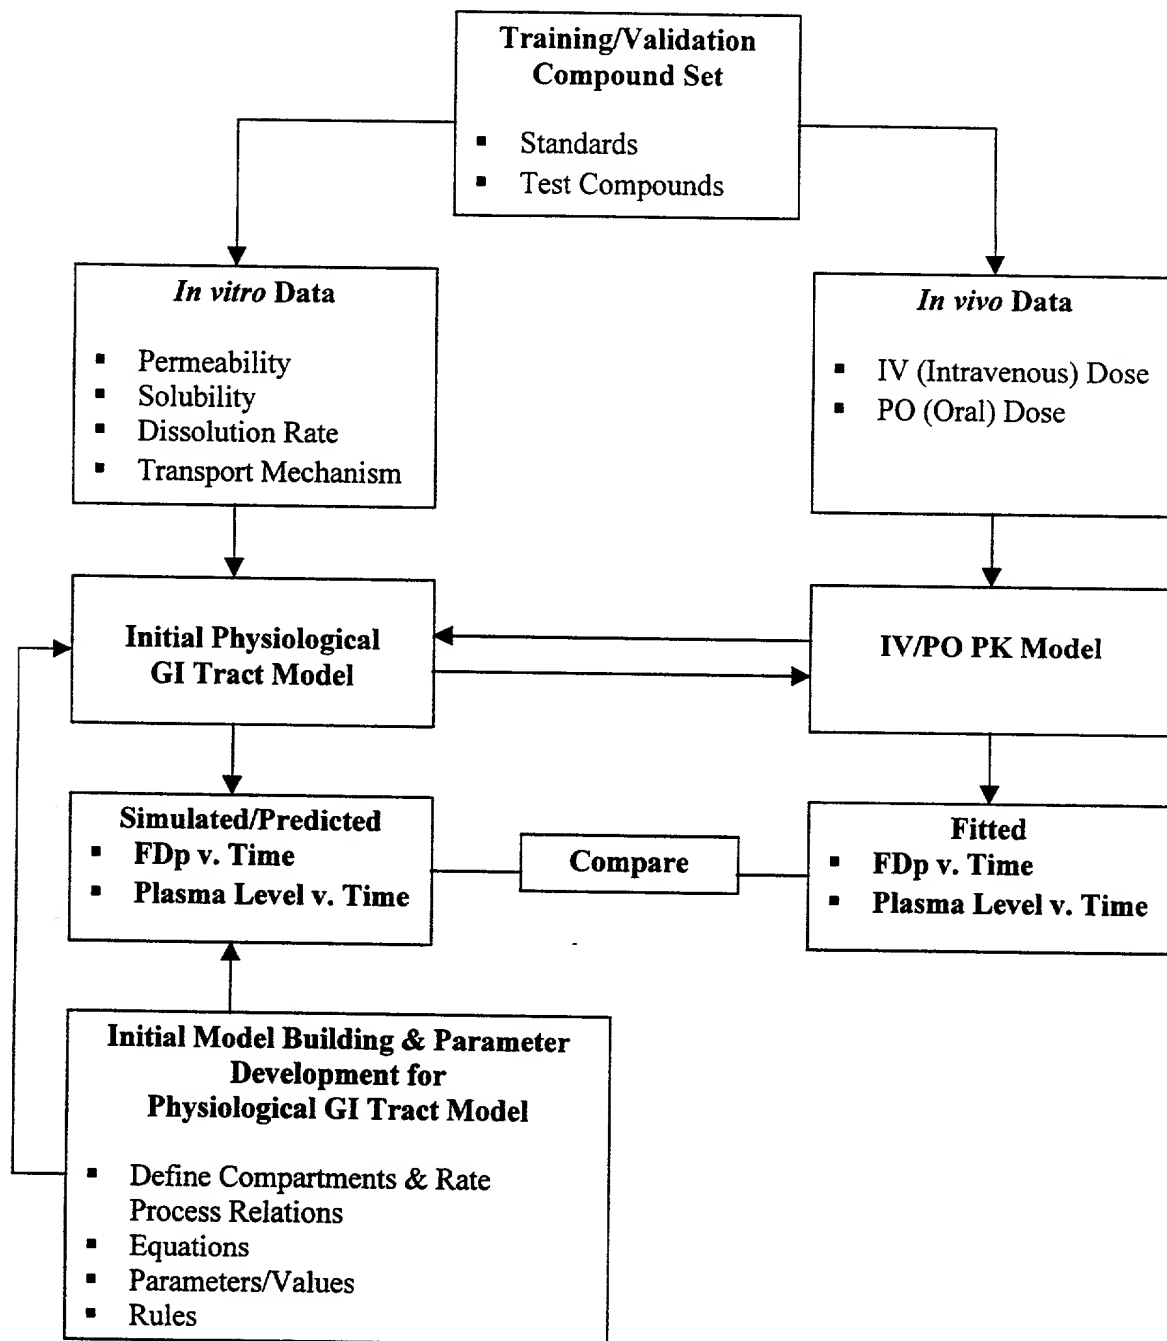 Training/Validation
Compound Set
▪ Standards
▪ Test Compounds
In vitro Data
▪ Permeability
▪ Solubility
▪ Dissolution Rate
▪ Transport Mechanism
In vivo Data
▪ IV (Intravenous) Dose
▪ PO (Oral) Dose
Initial Physiological
GI Tract Model
IV/PO PK Model
Simulated/Predicted
▪ FDp v. Time
▪ Plasma Level v. Time
Compare
Fitted
▪ FDp v. Time
▪ Plasma Level v. Time
Initial Model Building & Parameter
Development for
Physiological GI Tract Model
▪ Define Compartments & Rate
Process Relations
▪ Equations
▪ Parameters/Values
▪ Rules